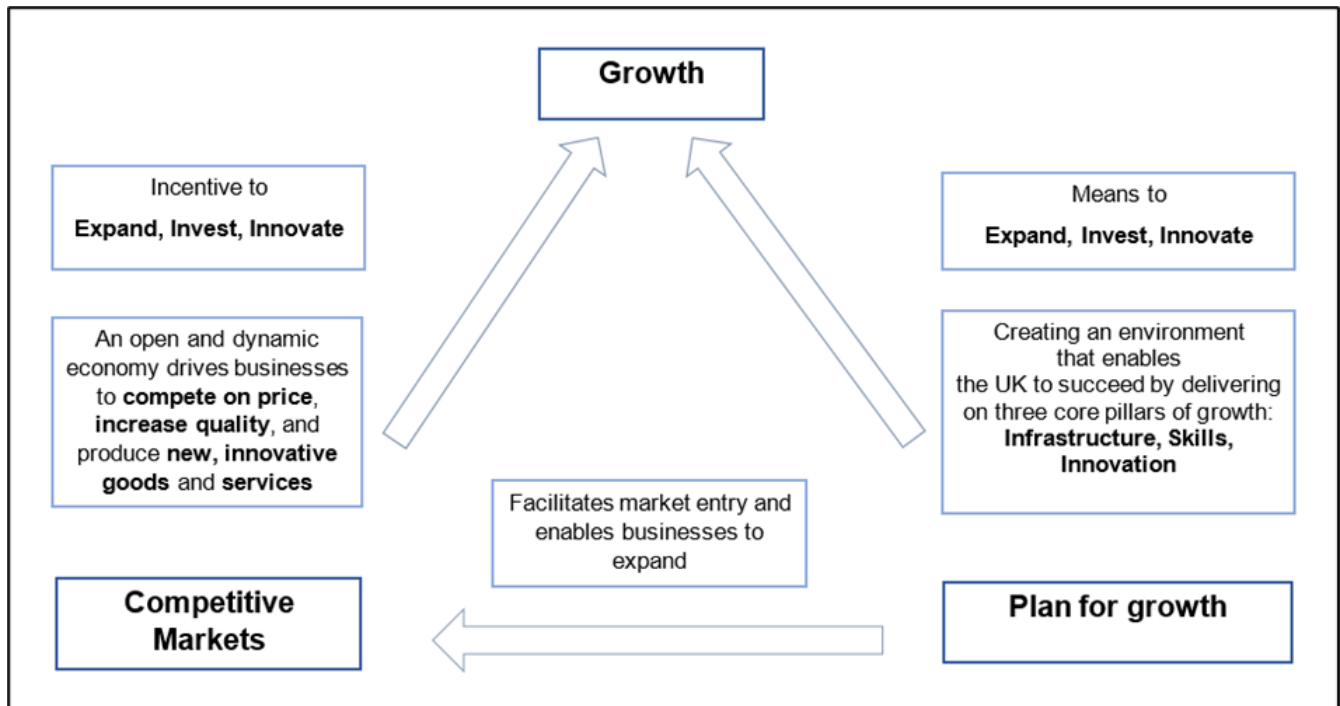 Growth
Incentive to
Expand, Invest, Innovate
Means to
Expand, Invest, Innovate
An open and dynamic
economy drives businesses
to compete on price,
increase quality, and
produce new, innovative
goods and services
Creating an environment
that enables
the UK to succeed by delivering
on three core pillars of growth:
Infrastructure, Skills,
Innovation
Facilitates market entry and
enables businesses to
expand
Competitive
Markets
Plan for growth